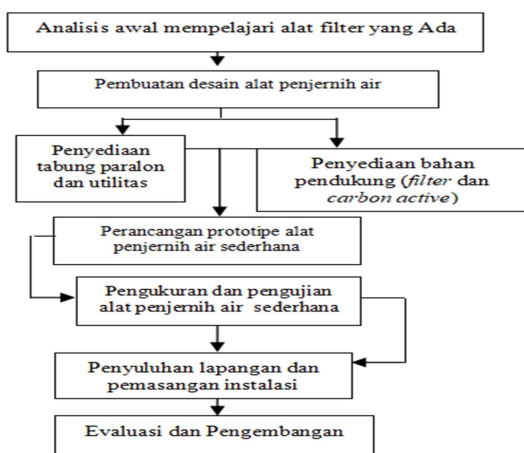 Analisis awal mempelajari alat filter yang Ada
Pembuatan desain alat penjernih air
Penyediaan
tabung paralon
dan utilitas
Penyediaan bahan
pendukung (filter dan
carbon active)
Perancangan prototipe alat
penjernih air sederhana
Pengukuran dan pengujian
alat penjernih air sederhana
Penyuluhan lapangan dan
pemasangan instalasi
Evaluasi dan Pengembangan